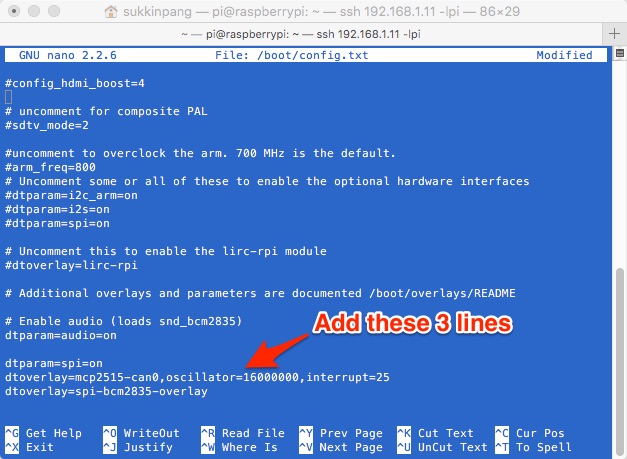 sukkinpang — pi@raspberrypi: ~ — ssh 192.168.1.11 -lpi — 86×29
~ — pi@raspberrypi: ~ — ssh 192.168.1.11 -lpi
+
GNU nano 2.2.6 File: /boot/config.txt Modified
#config_hdmi_boost=4
# uncomment for composite PAL
#sdtv_mode=2
#uncomment to overclock the arm. 700 MHz is the default.
#arm_freq=800
# Uncomment some or all of these to enable the optional hardware interfaces
#dtparam=i2c_arm=on
#dtparam=i2s=on
#dtparam=spi=on
# Uncomment this to enable the lirc-rpi module
#dtoverlay=lirc-rpi
# Additional overlays and parameters are documented /boot/overlays/README
# Enable audio (loads snd_bcm2835)
dtparam=audio=on
Add these 3 lines
dtparam=spi=on
dtoverlay=mcp2515-can0,oscillator=16000000,interrupt=25
dtoverlay=spi-bcm2835-overlay
^G Get Help ^O WriteOut ^R Read File ^Y Prev Page ^K Cut Text ^C Cur Pos
^X Exit ^J Justify ^W Where Is ^V Next Page ^U UnCut Text ^T To Spell